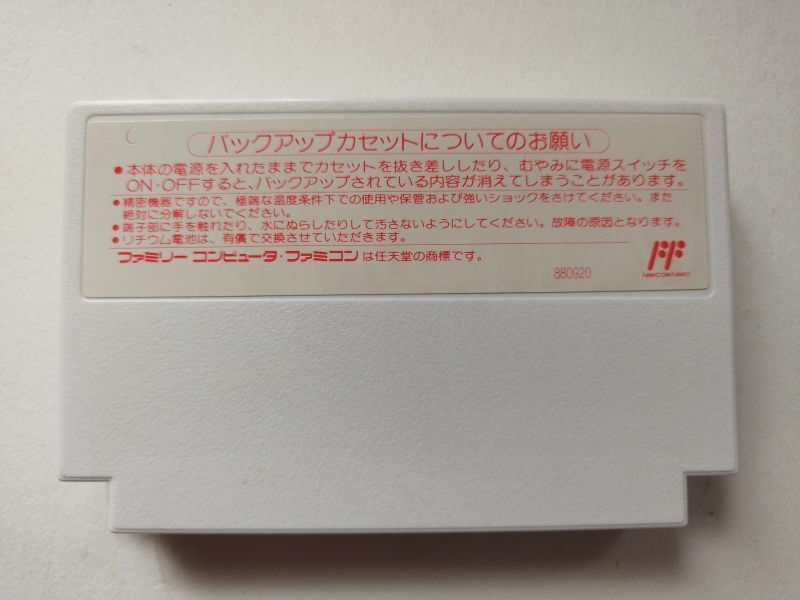 バックアップカセットについてのお願い
●本体の電源を入れたままでカセットを抜き差ししたり、むやみに電源スイッチを
ON・OFFすると、バックアップされている内容が消えてしまうことがあります。
●精密機器ですので、極端な温度条件下での使用や保管および強いショックをさけてください。また
絶対に分解しないでください。
●端子部に手を触れたり、水にぬらしたりして汚さないようにしてください。故障の原因となります。
●リチウム電池は、有償で交換させていただきます。
ファミリー コンピュータ・ファミコン は任天堂の商標です。
880920
FF
FAMICOM FAMILY